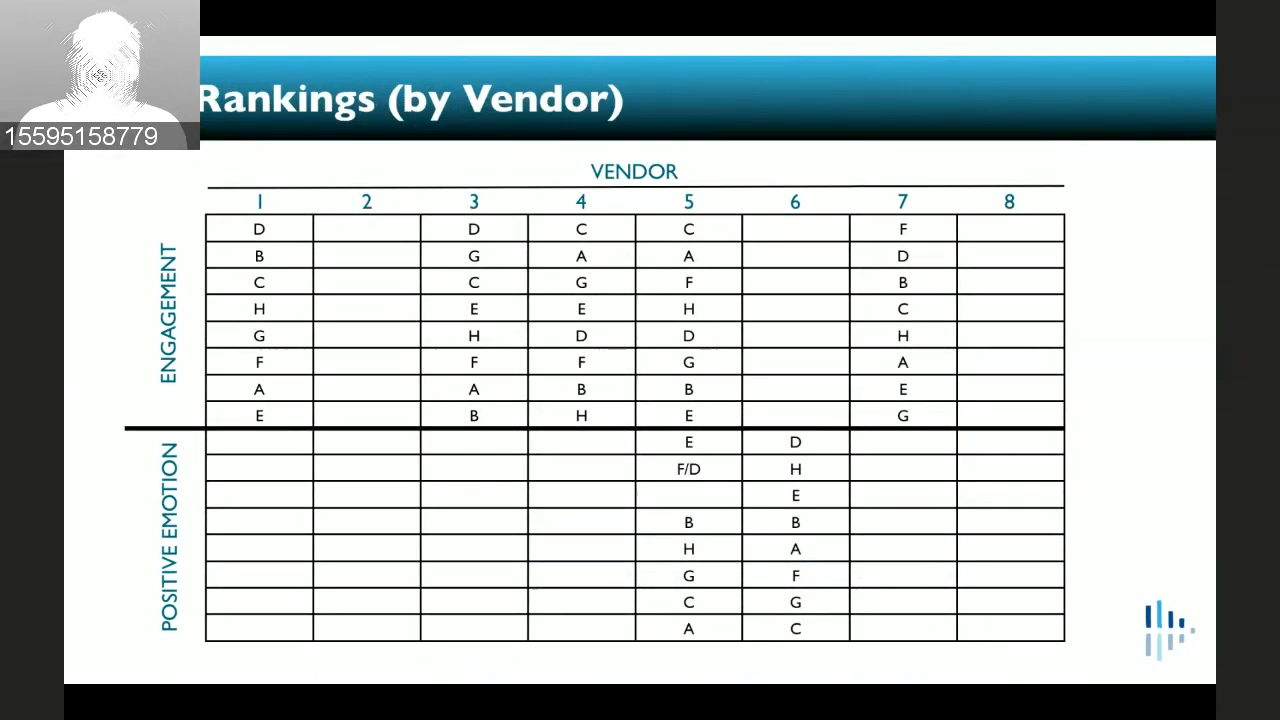 15595158779
Rankings (by Vendor)
VENDOR
1 2 3 4 5 6 7 8
ENGAGEMENT
D D C C F
B G A A D
C C G F B
H E E H C
G H D D H
F F F G A
A A B B E
E B H E G
POSITIVE EMOTION
E D
F/D H
E
B B
H A
G F
C G
A C